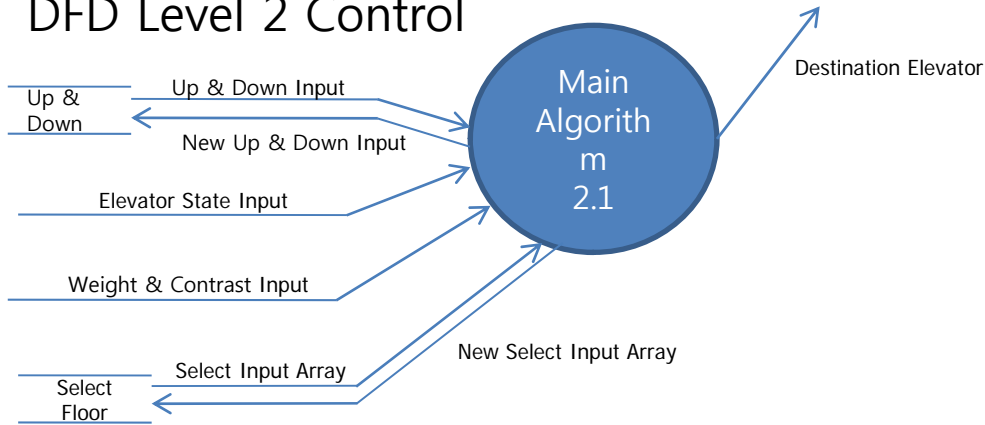 DFD Level 2 Control
Destination Elevator
Main
Algorith
m
2.1
Up & Down Input
Up &
Down
New Up & Down Input
Elevator State Input
Weight & Contrast Input
New Select Input Array
Select Input Array
Select
Floor